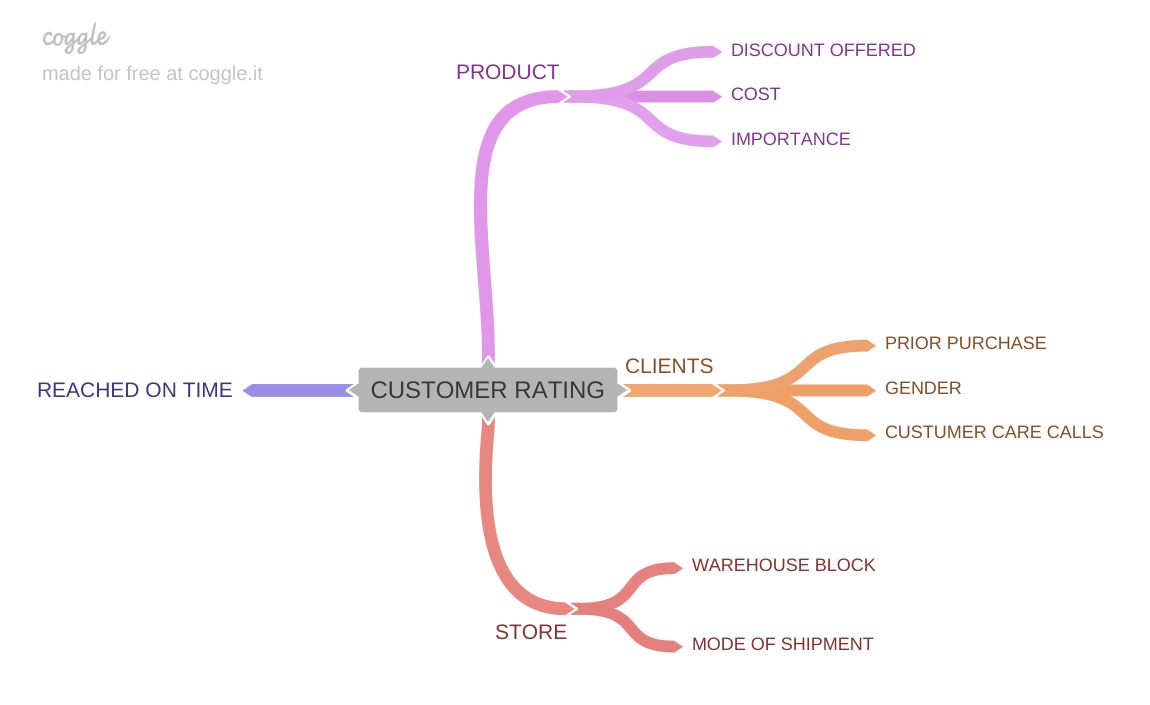 coggle
made for free at coggle.it
PRODUCT
DISCOUNT OFFERED
COST
IMPORTANCE
REACHED ON TIME
CUSTOMER RATING
CLIENTS
PRIOR PURCHASE
GENDER
CUSTUMER CARE CALLS
STORE
WAREHOUSE BLOCK
MODE OF SHIPMENT